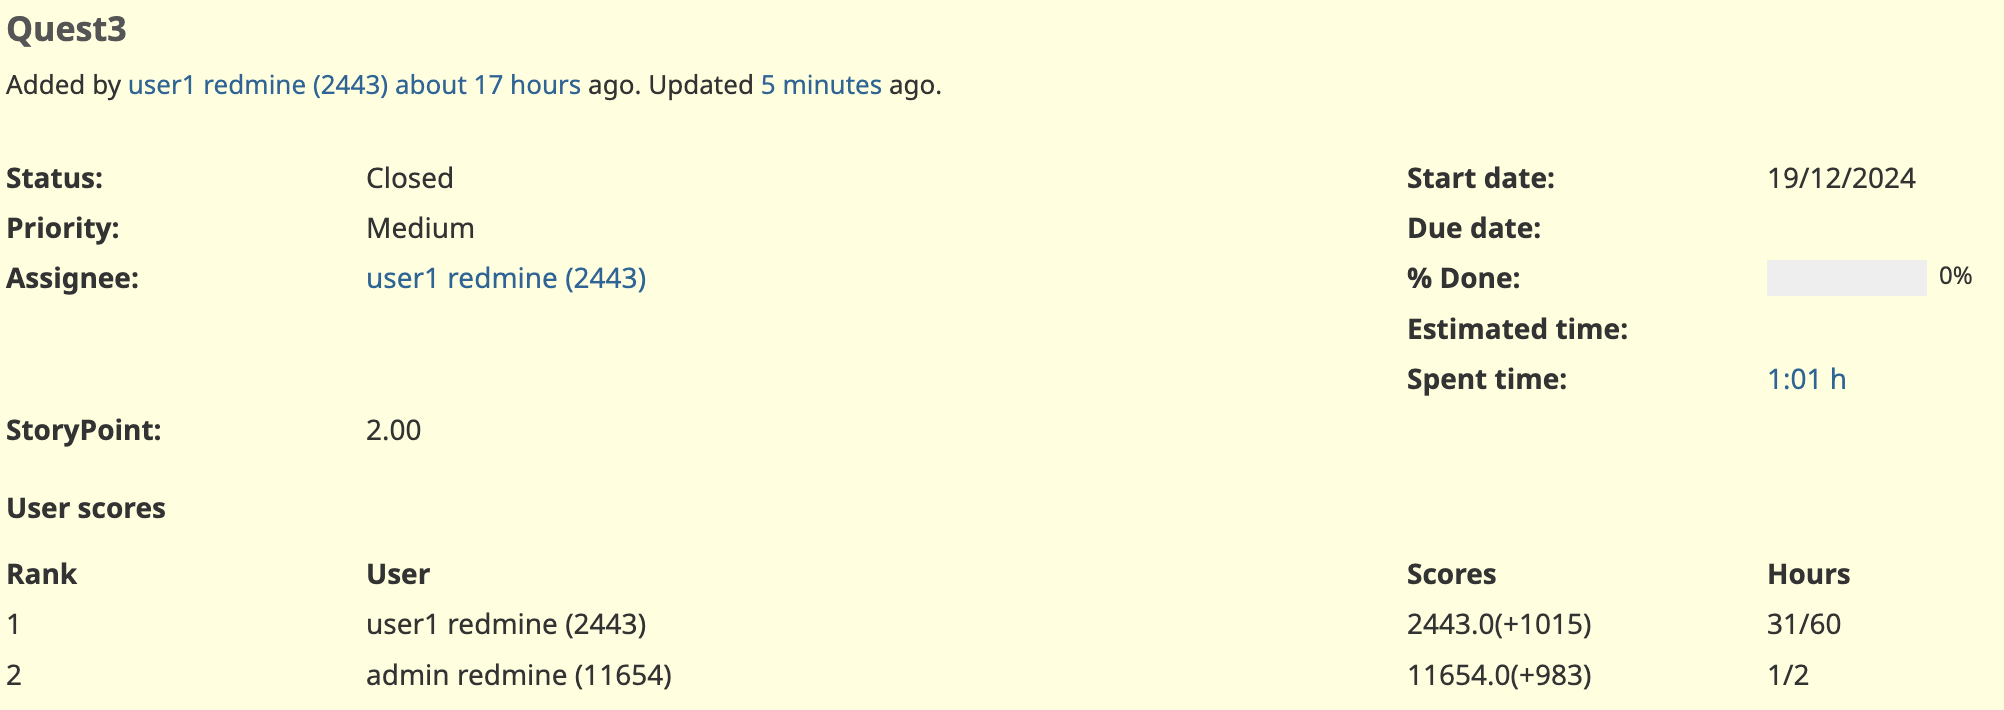 Quest3
Added by user1 redmine (2443) about 17 hours ago. Updated 5 minutes ago.
Status: Closed Start date: 19/12/2024
Priority: Medium Due date:
Assignee: user1 redmine (2443) % Done: 0%
Estimated time:
Spent time: 1:01 h
StoryPoint: 2.00
User scores
Rank User Scores Hours
1 user1 redmine (2443) 2443.0(+1015) 31/60
2 admin redmine (11654) 11654.0(+983) 1/2